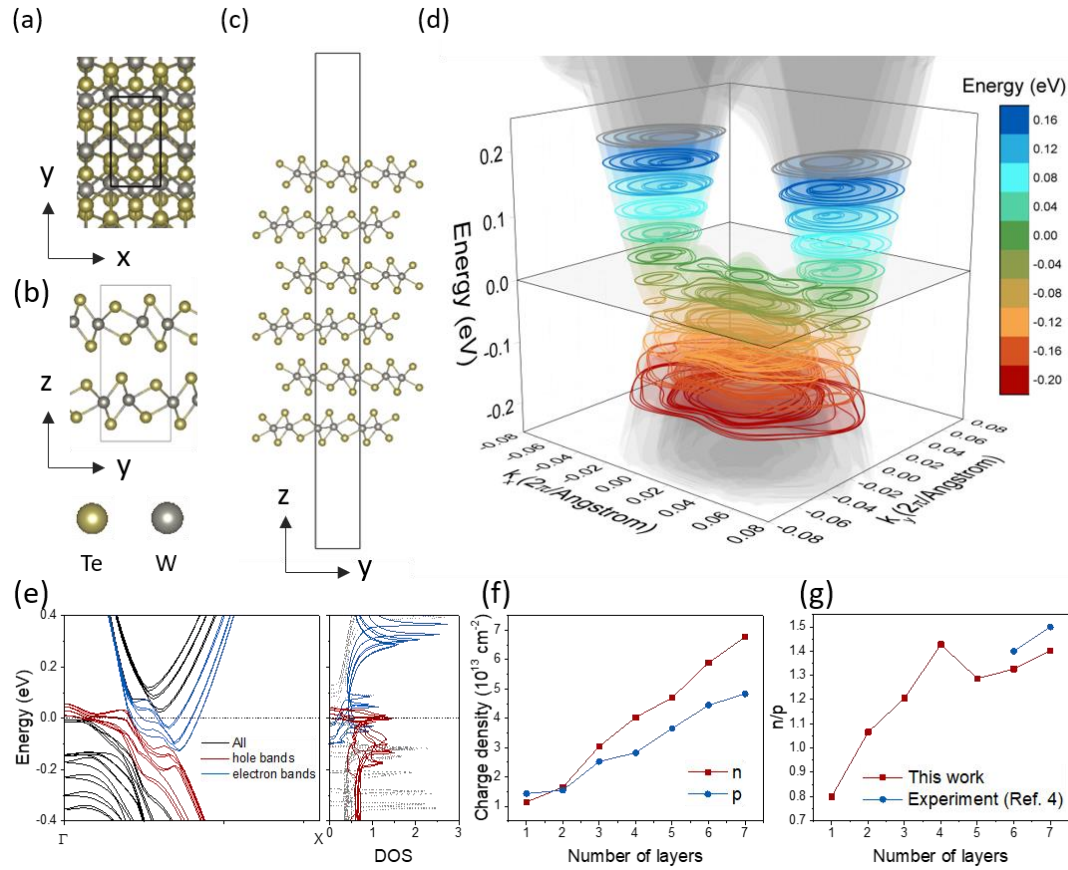 (a)
y
x
(b)
z
y
Te
W
(c)
z
y
(d)
Energy (eV)
0.16
0.12
0.08
0.04
0.00
-0.04
-0.08
-0.12
-0.16
-0.20
Energy (eV)
0.2
0.1
0.0
-0.1
-0.2
-0.08
-0.06
-0.04
-0.02
0.00
0.02
0.04
0.06
0.08
kx(2π/Angstrom)
-0.08
-0.06
-0.04
-0.02
0.00
0.02
0.04
0.06
0.08
ky(2π/Angstrom)
(e)
Energy (eV)
0.4
0.2
0.0
-0.2
-0.4
All
hole bands
electron bands
Γ
X
0
1
2
3
DOS
(f)
Charge density (10¹³ cm⁻²)
7
6
5
4
3
2
1
n
p
1 2 3 4 5 6 7
Number of layers
(g)
n/p
1.5
1.4
1.3
1.2
1.1
1.0
0.9
0.8
0.7
This work
Experiment (Ref. 4)
1 2 3 4 5 6 7
Number of layers